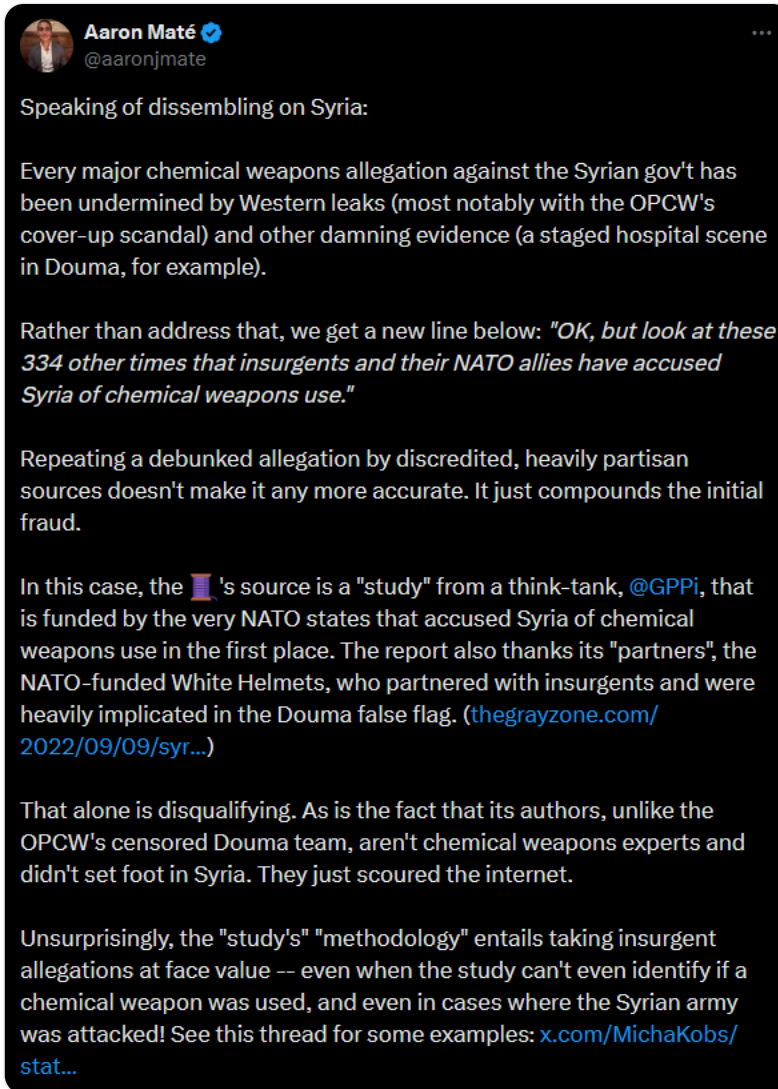 Aaron Maté
@aaronjmate
Speaking of dissembling on Syria:
Every major chemical weapons allegation against the Syrian gov't has
been undermined by Western leaks (most notably with the OPCW's
cover-up scandal) and other damning evidence (a staged hospital scene
in Douma, for example).
Rather than address that, we get a new line below: "OK, but look at these
334 other times that insurgents and their NATO allies have accused
Syria of chemical weapons use."
Repeating a debunked allegation by discredited, heavily partisan
sources doesn't make it any more accurate. It just compounds the initial
fraud.
In this case, the 🧵 's source is a "study" from a think-tank, @GPPi, that
is funded by the very NATO states that accused Syria of chemical
weapons use in the first place. The report also thanks its "partners", the
NATO-funded White Helmets, who partnered with insurgents and were
heavily implicated in the Douma false flag. (thegrayzone.com/
2022/09/09/syr...)
That alone is disqualifying. As is the fact that its authors, unlike the
OPCW's censored Douma team, aren't chemical weapons experts and
didn't set foot in Syria. They just scoured the internet.
Unsurprisingly, the "study's" "methodology" entails taking insurgent
allegations at face value -- even when the study can't even identify if a
chemical weapon was used, and even in cases where the Syrian army
was attacked! See this thread for some examples: x.com/MichaKobs/
stat...